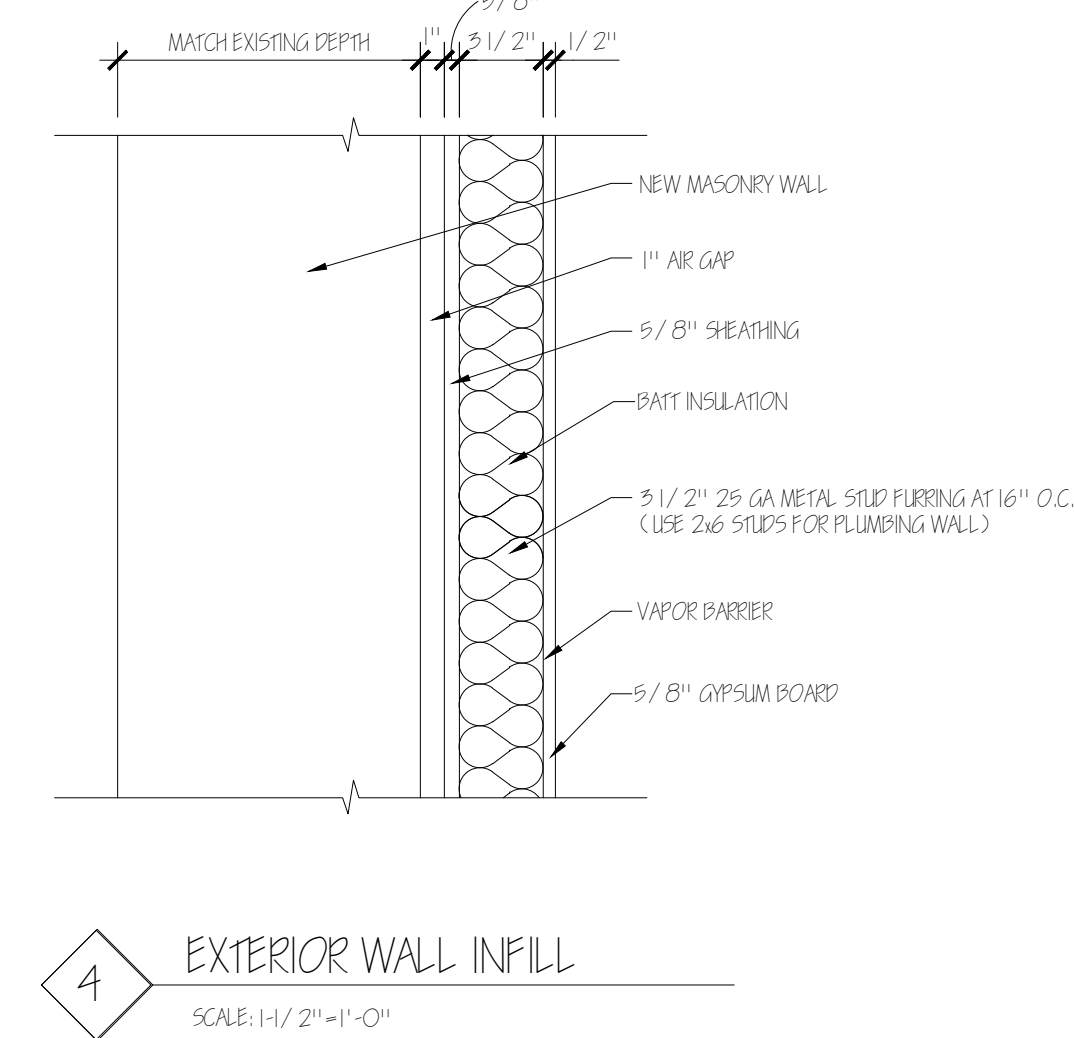 5/8"
MATCH EXISTING DEPTH 1" 3 1/2" 1/2"
NEW MASONRY WALL
1" AIR GAP
5/8" SHEATHING
BATT INSULATION
3 1/2" 25 GA METAL STUD FURRING AT 16" O.C.
(USE 2x6 STUDS FOR PLUMBING WALL)
VAPOR BARRIER
5/8" GYPSUM BOARD
4
EXTERIOR WALL INFILL
SCALE: 1-1/2"=1'-0"